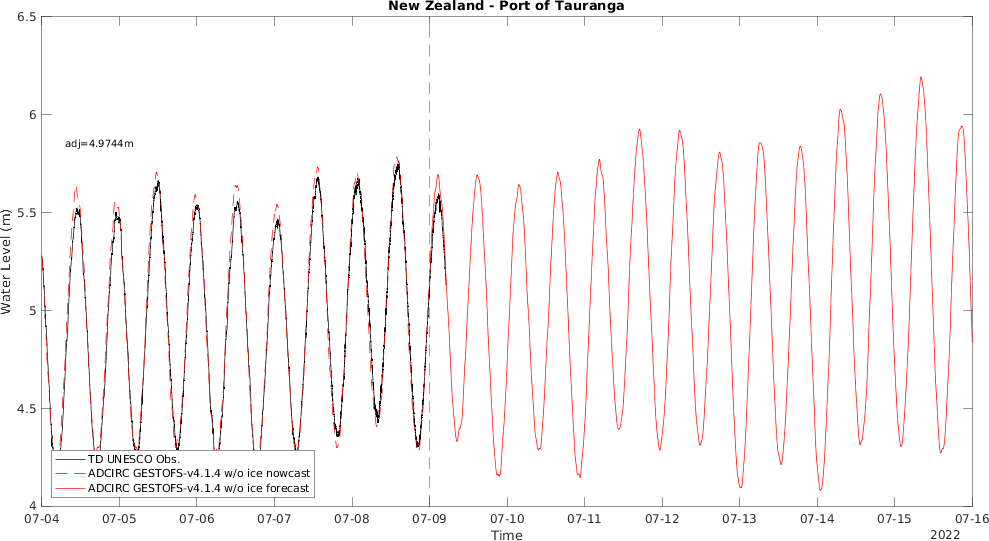 New Zealand - Port of Tauranga
6.5
6
5.5
5
4.5
4
Water Level (m)
adj=4.9744m
TD UNESCO Obs.
ADCIRC GESTOFS-v4.1.4 w/o ice nowcast
ADCIRC GESTOFS-v4.1.4 w/o ice forecast
07-04 07-05 07-06 07-07 07-08 07-09 07-10 07-11 07-12 07-13 07-14 07-15 07-16
Time
2022